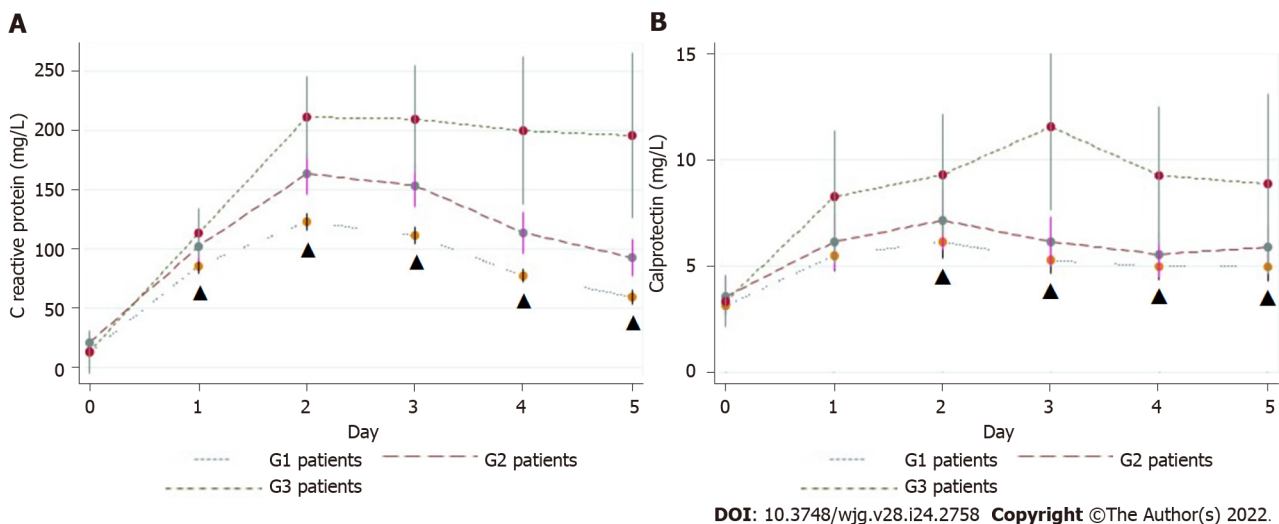 A
C reactive protein (mg/L)
250
200
150
100
50
0
0 1 2 3 4 5
Day
G1 patients G2 patients
G3 patients
B
Calprotectin (mg/L)
15
10
5
0
0 1 2 3 4 5
Day
G1 patients G2 patients
G3 patients
DOI: 10.3748/wjg.v28.i24.2758 Copyright ©The Author(s) 2022.